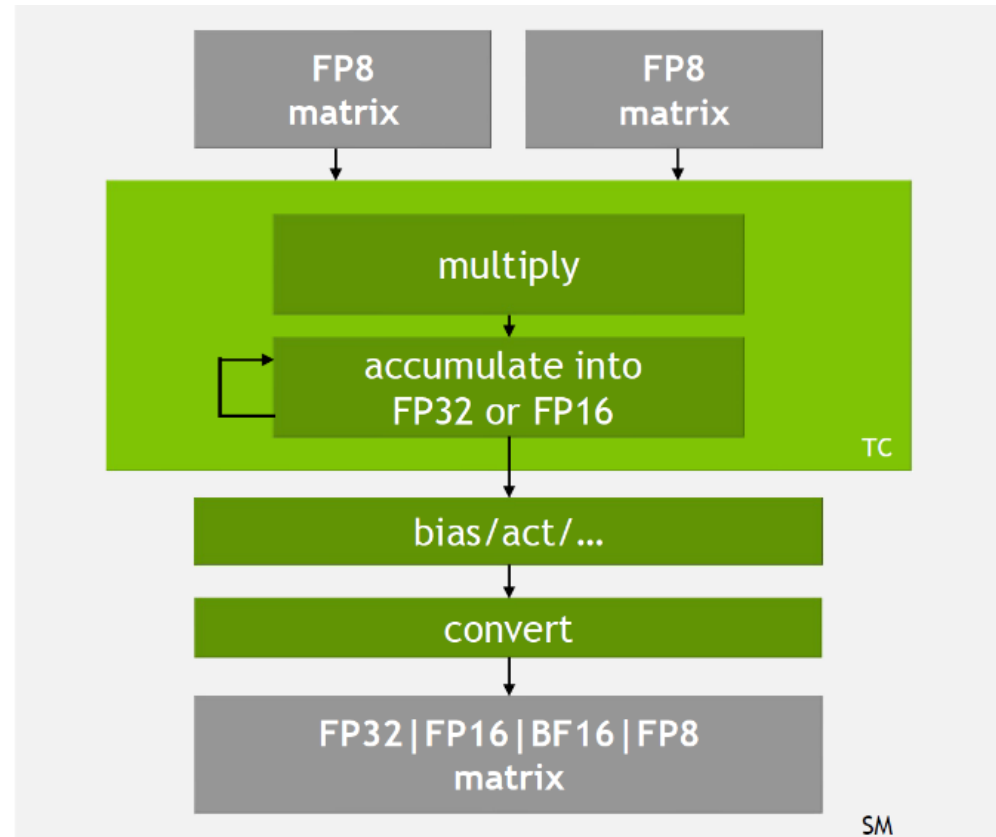 FP8
matrix
FP8
matrix
multiply
accumulate into
FP32 or FP16
TC
bias/act/…
convert
FP32|FP16|BF16|FP8
matrix
SM